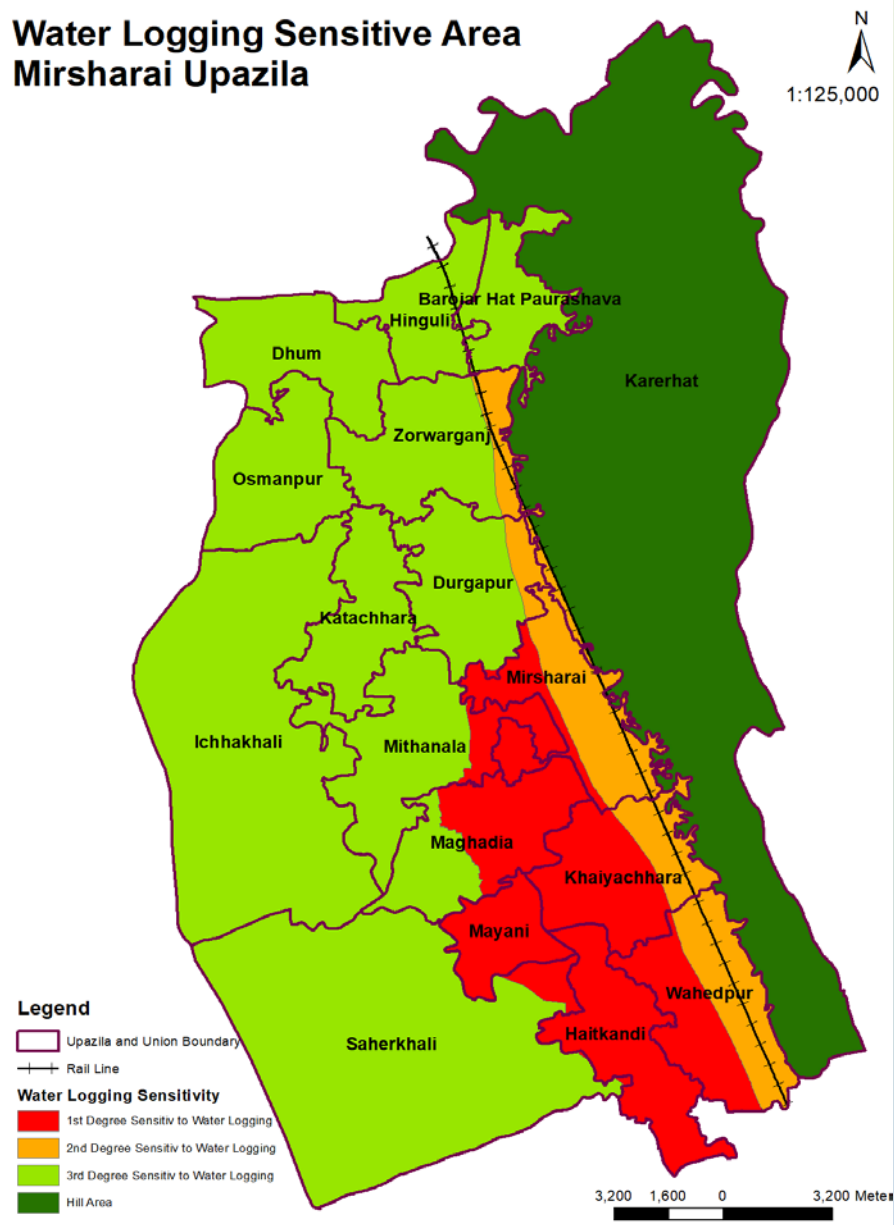 Water Logging Sensitive Area
Mirsharai Upazila
N
1:125,000
Barojar Hat Paurashava
Hinguli
Dhum
Karerhat
Zorwarganj
Osmanpur
Durgapur
Katachhara
Mirsharai
Ichhakhali
Mithanala
Maghadia
Khaiyachhara
Mayani
Wahedpur
Haitkandi
Saherkhali
Legend
Upazila and Union Boundary
Rail Line
Water Logging Sensitivity
1st Degree Sensitiv to Water Logging
2nd Degree Sensitiv to Water Logging
3rd Degree Sensitiv to Water Logging
Hill Area
3,200 1,600 0 3,200 Meter